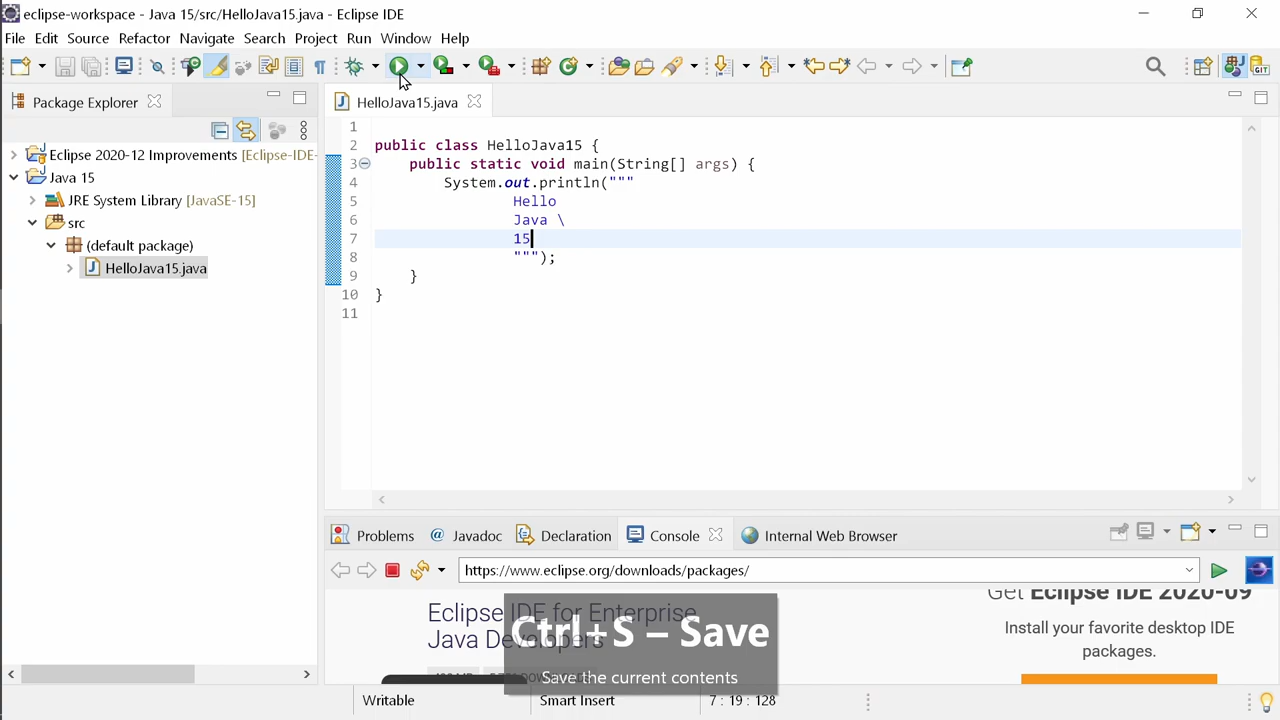 eclipse-workspace - Java 15/src/HelloJava15.java - Eclipse IDE
File Edit Source Refactor Navigate Search Project Run Window Help
Package Explorer
HelloJava15.java
Eclipse 2020-12 Improvements [Eclipse-IDE-
Java 15
JRE System Library [JavaSE-15]
src
(default package)
HelloJava15.java
1
2 public class HelloJava15 {
3 public static void main(String[] args) {
4 System.out.println("""
5 Hello
6 Java \
7 15
8 """);
9 }
10 }
11
Problems @ Javadoc Declaration Console Internal Web Browser
https://www.eclipse.org/downloads/packages/
Eclipse IDE for Enterprise
Java Developers
Get Eclipse IDE 2020-09
Install your favorite desktop IDE
packages.
Ctrl+S – Save
Save the current contents
Writable Smart Insert 7 : 19 : 128
GIT